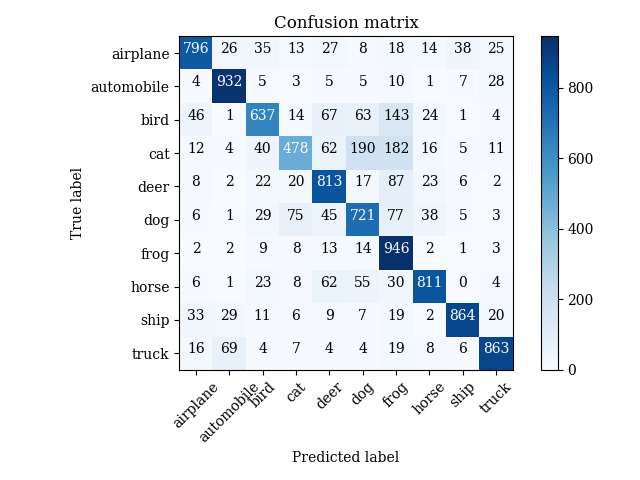 Confusion matrix
True label
airplane 796 26 35 13 27 8 18 14 38 25
automobile 4 932 5 3 5 5 10 1 7 28
bird 46 1 637 14 67 63 143 24 1 4
cat 12 4 40 478 62 190 182 16 5 11
deer 8 2 22 20 813 17 87 23 6 2
dog 6 1 29 75 45 721 77 38 5 3
frog 2 2 9 8 13 14 946 2 1 3
horse 6 1 23 8 62 55 30 811 0 4
ship 33 29 11 6 9 7 19 2 864 20
truck 16 69 4 7 4 4 19 8 6 863
airplane automobile bird cat deer dog frog horse ship truck
Predicted label
800
600
400
200
0